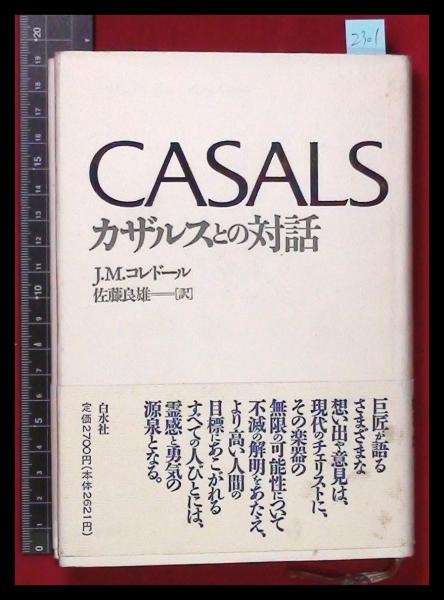 2301
CASALS
カザルスとの対話
J.M.コレドール
佐藤良雄──[訳]
巨匠が語る
さまざまな
想い出や意見は、
現代のチェリストに、
その楽器の
無限の可能性について
不滅の解明をあたえ、
より高い人間の
目標にあこがれる
すべての人びとには、
霊感と勇気の
源泉となる。
白水社
定価2700円(本体2621円)
0
5
*10
15
*20